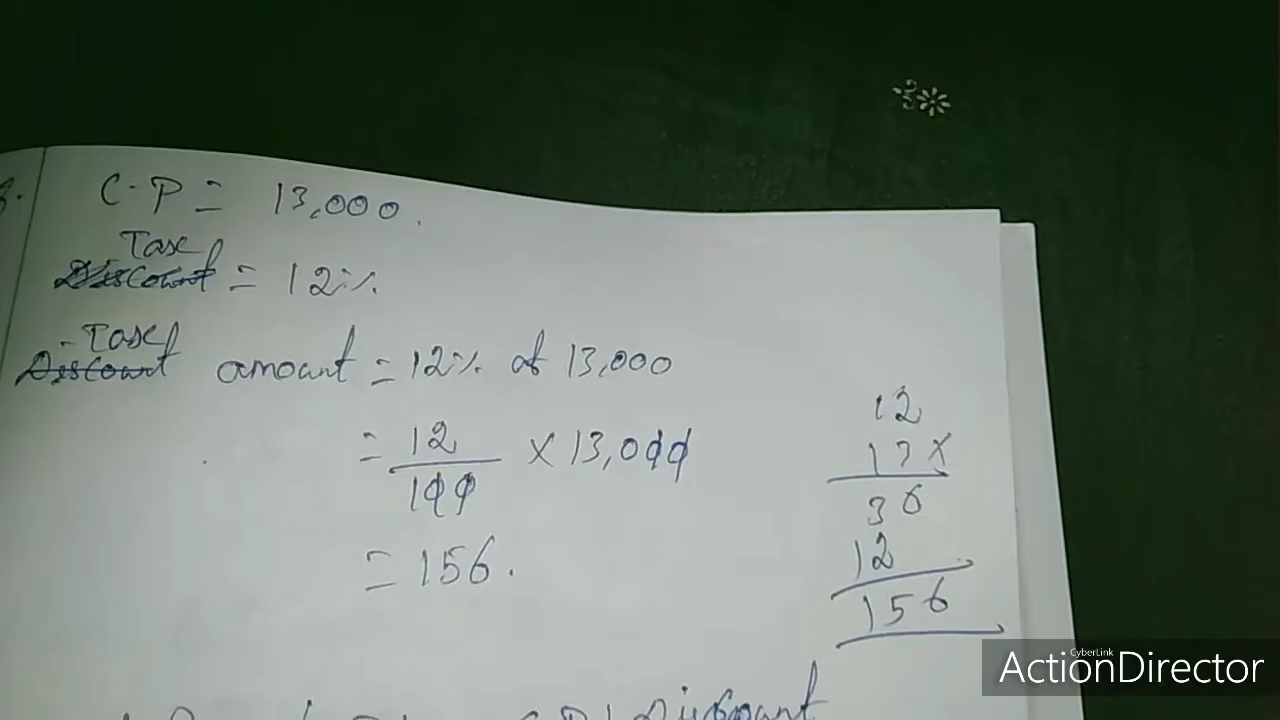 3.
C.P = 13,000.
Tax
Discount = 12%
Tax
Discount amount = 12% of 13,000
= 12/100 × 13,000
= 156.
12
13 ×
36
12
156
Discount
CyberLink
ActionDirector